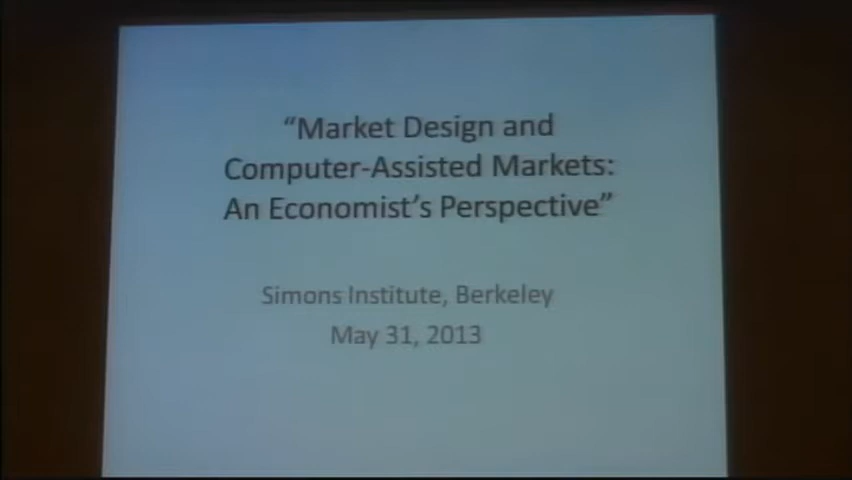 “Market Design and
Computer-Assisted Markets:
An Economist’s Perspective”
Simons Institute, Berkeley
May 31, 2013